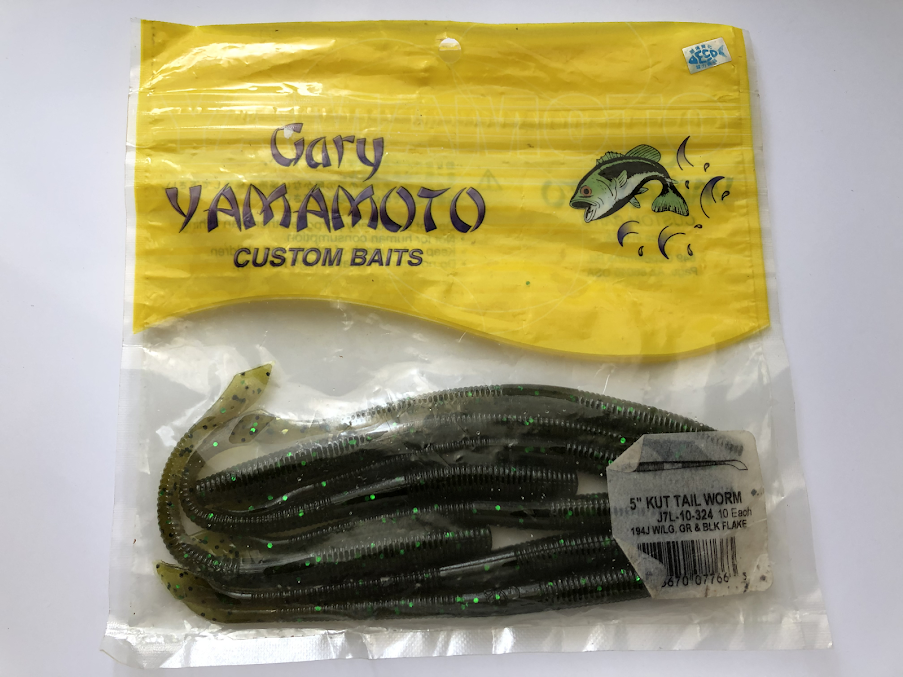 Gary
YAMAMOTO
CUSTOM BAITS
5" KUT TAIL WORM
J7L-10-324 10 Each
194J W/LG. GR & BLK FLAKE